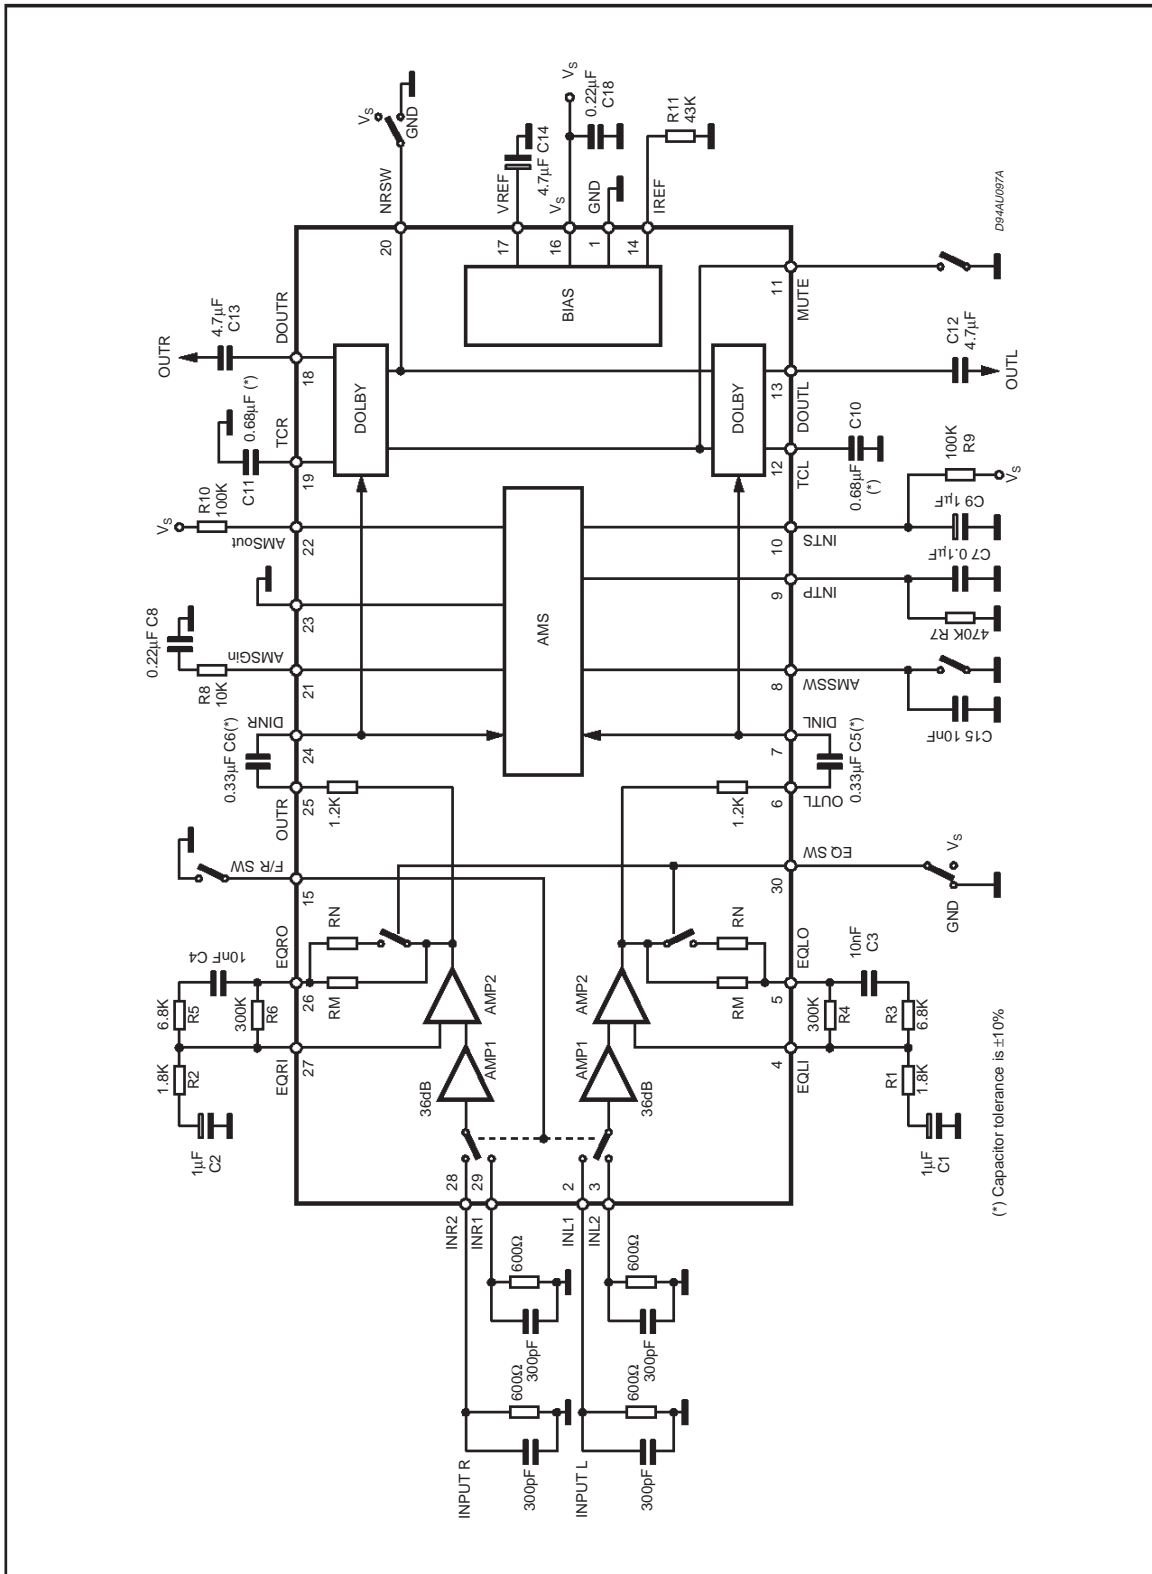 OUTR
4.7µF
C13
DOUTR
18
TCR
0.68µF (*)
C11
19
Vs
R10
100K
AMSout
22
23
0.22µF C8
R8
10K
AMSGin
21
DINR
0.33µF C6(*)
24
OUTR
25
1.2K
F/R SW
15
10nF C4
EQRO
26
6.8K
R5
300K
R6
EQRI
27
1.8K
R2
1µF
C2
NRSW
20
Vs
GND
VREF
17
4.7µF C14
Vs
16
Vs
0.22µF
C18
GND
1
IREF
14
R11
43K
BIAS
DOLBY
DOLBY
AMS
RN
RM
AMP2
AMP1
36dB
RN
RM
AMP2
AMP1
36dB
INR2
28
INR1
29
INL1
2
INL2
3
600Ω
300pF
600Ω
300pF
600Ω
300pF
600Ω
300pF
INPUT R
INPUT L
11
MUTE
13
DOUTL
C12
4.7µF
OUTL
12
TCL
0.68µF
(*)
C10
10
INTS
100K
R9
Vs
C9 1µF
9
INTP
C7 0.1µF
470K R7
8
AMSSW
C15 10nF
7
DINL
0.33µF C5(*)
6
OUTL
1.2K
30
EQ SW
Vs
GND
5
EQLO
10nF
C3
300K
R4
R3
6.8K
4
EQLI
R1
1.8K
1µF
C1
(*) Capacitor tolerance is ±10%
D94AU097A